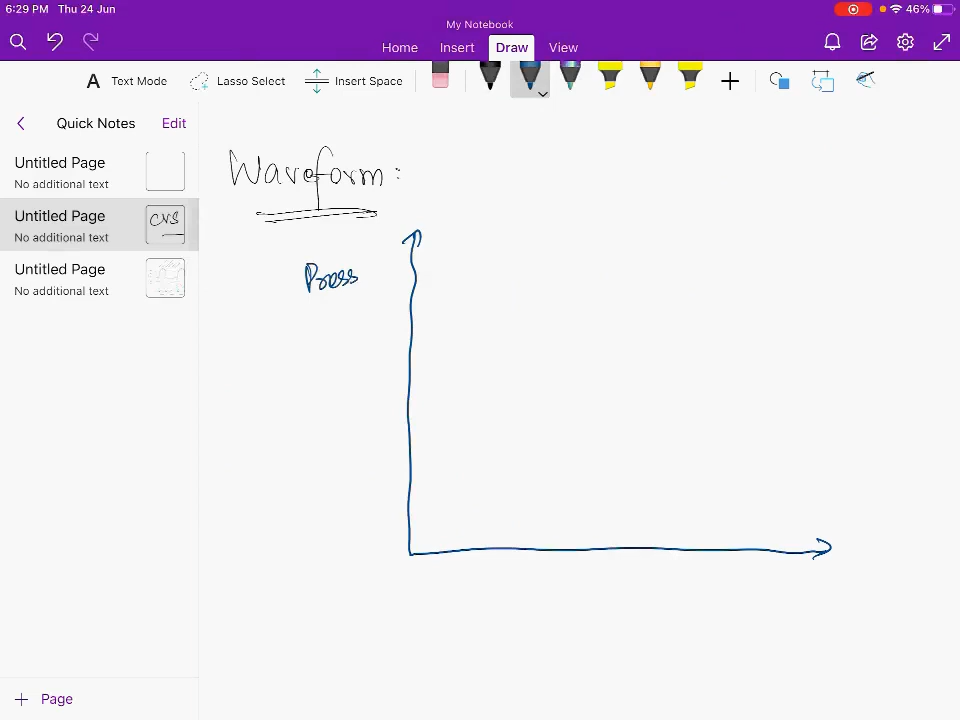 6:29 PM Thu 24 Jun
46%
My Notebook
Home Insert Draw View
A Text Mode Lasso Select Insert Space
Quick Notes Edit
Untitled Page
No additional text
Untitled Page
No additional text
CNS
Untitled Page
No additional text
Waveform:
Press
+ Page